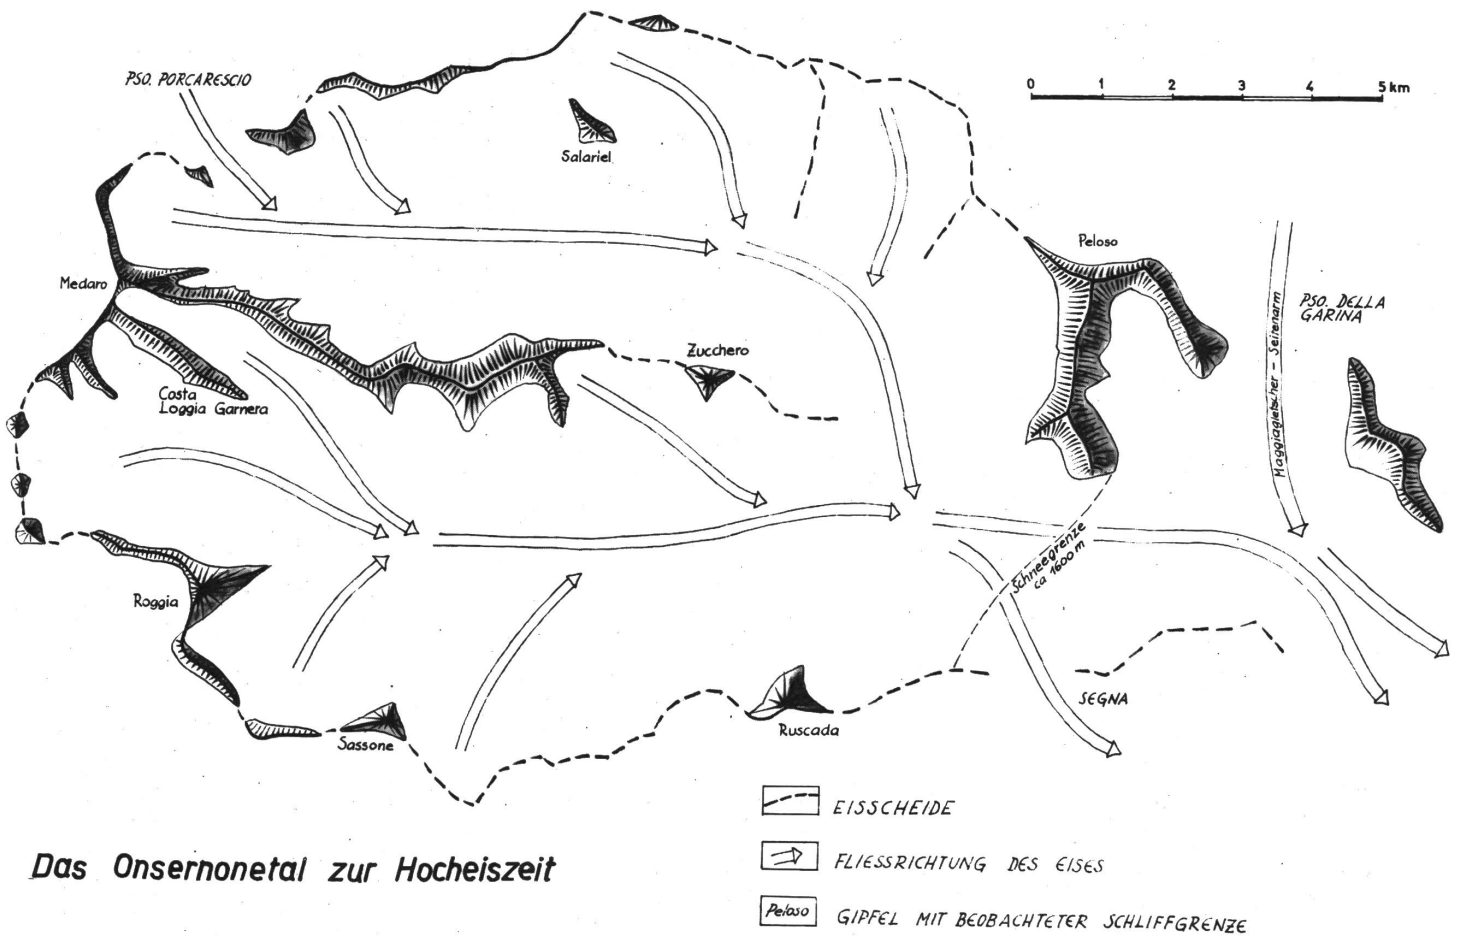 PSO. PORCARESCIO
0 1 2 3 4 5 km
Salariel
Peloso
Medaro
PSO. DELLA
GARINA
Maggiagletscher - Seitenarm
Zucchero
Costa
Loggia Garnera
Schneegrenze
ca 1600 m
Roggia
SEGNA
Ruscada
Sassone
EISSCHEIDE
Das Onsernonetal zur Hocheiszeit
FLIESSRICHTUNG DES EISES
Peloso
GIPFEL MIT BEOBACHTETER SCHLIFFGRENZE